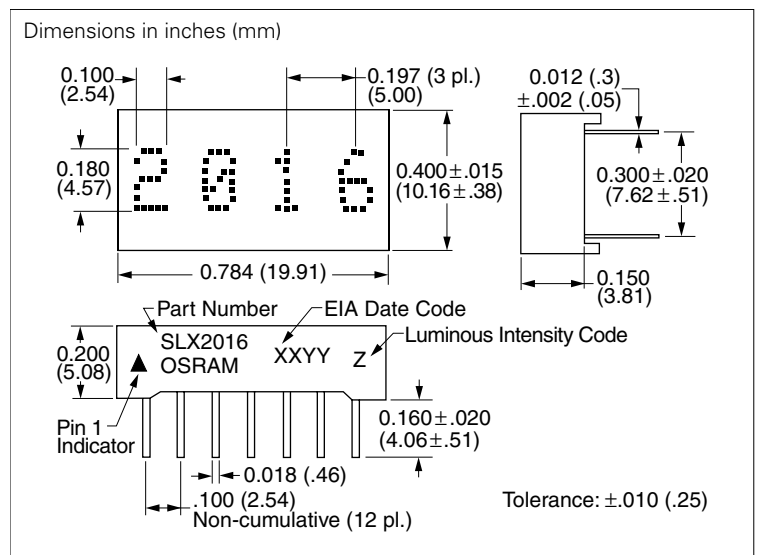 Dimensions in inches (mm)
0.100
(2.54)
0.197 (3 pl.)
(5.00)
0.012 (.3)
±.002 (.05)
0.180
(4.57)
2016
0.400±.015
(10.16±.38)
0.300±.020
(7.62±.51)
0.784 (19.91)
0.150
(3.81)
Part Number
EIA Date Code
Luminous Intensity Code
0.200
(5.08)
SLX2016
OSRAM
XXYY
Z
Pin 1
Indicator
0.160±.020
(4.06±.51)
0.018 (.46)
.100 (2.54)
Non-cumulative (12 pl.)
Tolerance: ±.010 (.25)